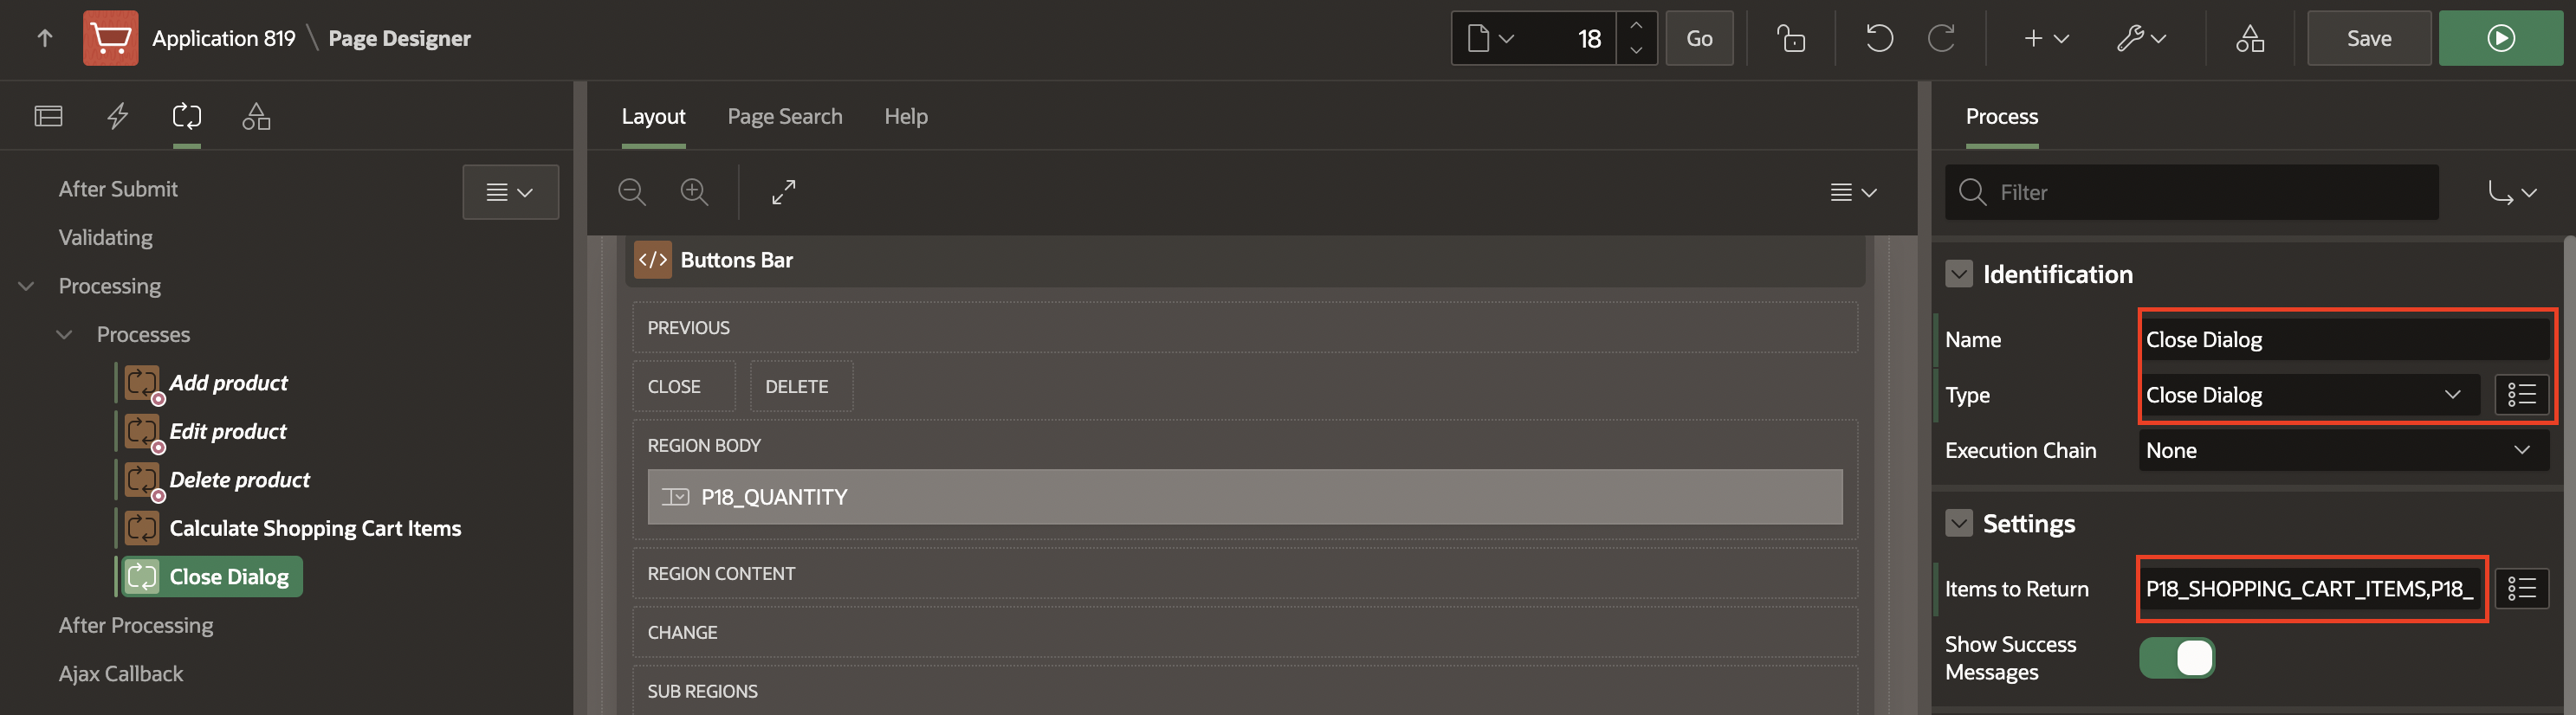 Application 819 \ Page Designer
18
Go
Save
Layout
Page Search
Help
Process
After Submit
Validating
Processing
Processes
Add product
Edit product
Delete product
Calculate Shopping Cart Items
Close Dialog
After Processing
Ajax Callback
</> Buttons Bar
PREVIOUS
CLOSE
DELETE
REGION BODY
P18_QUANTITY
REGION CONTENT
CHANGE
SUB REGIONS
Filter
Identification
Name
Close Dialog
Type
Close Dialog
Execution Chain
None
Settings
Items to Return
P18_SHOPPING_CART_ITEMS,P18_
Show Success
Messages